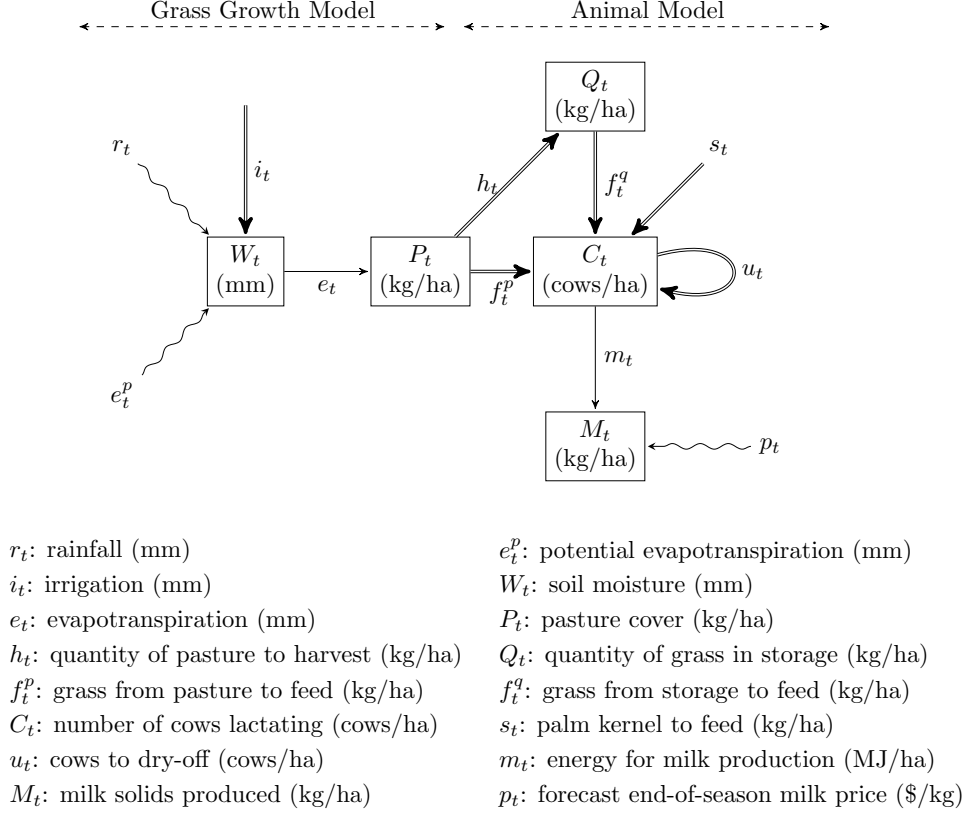 Grass Growth Model Animal Model
Q_t
(kg/ha)
r_t
i_t
h_t
f_t^q
s_t
W_t
(mm)
e_t
P_t
(kg/ha)
f_t^p
C_t
(cows/ha)
u_t
e_t^p
m_t
M_t
(kg/ha)
p_t
r_t: rainfall (mm)
i_t: irrigation (mm)
e_t: evapotranspiration (mm)
h_t: quantity of pasture to harvest (kg/ha)
f_t^p: grass from pasture to feed (kg/ha)
C_t: number of cows lactating (cows/ha)
u_t: cows to dry-off (cows/ha)
M_t: milk solids produced (kg/ha)
e_t^p: potential evapotranspiration (mm)
W_t: soil moisture (mm)
P_t: pasture cover (kg/ha)
Q_t: quantity of grass in storage (kg/ha)
f_t^q: grass from storage to feed (kg/ha)
s_t: palm kernel to feed (kg/ha)
m_t: energy for milk production (MJ/ha)
p_t: forecast end-of-season milk price ($/kg)